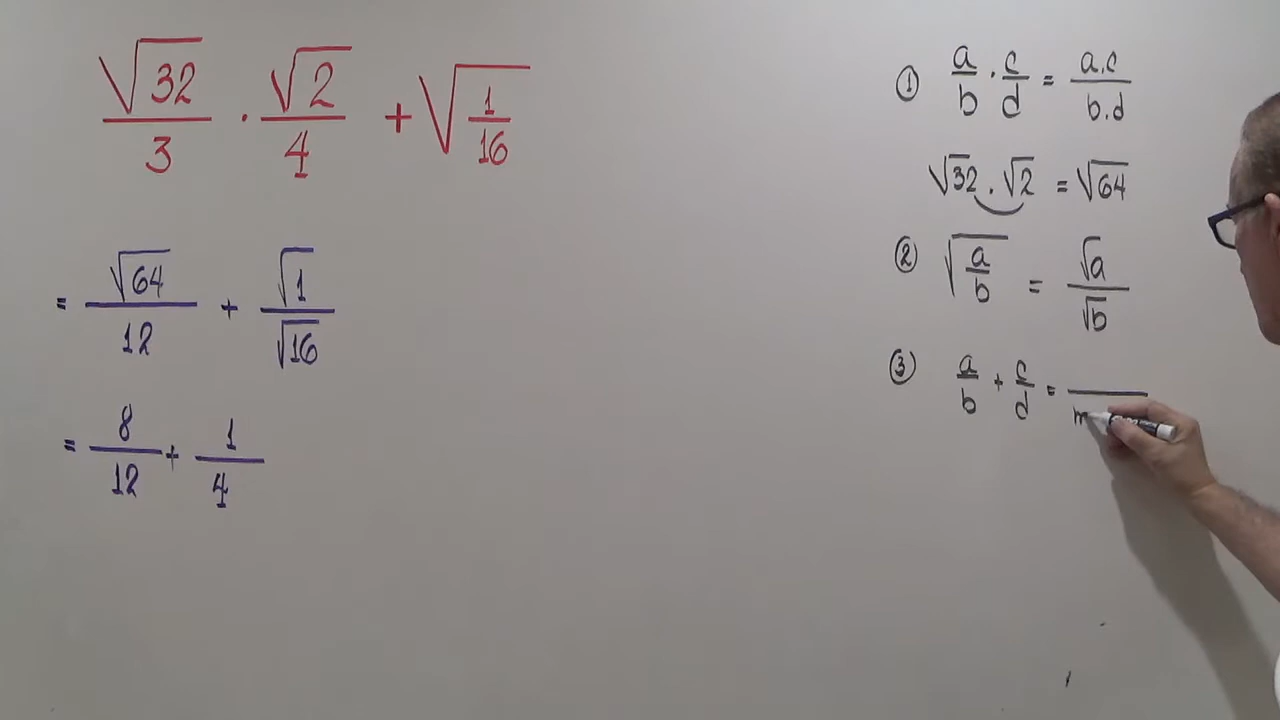 √32/3 · √2/4 + √(1/16)
= √64/12 + √1/√16
= 8/12 + 1/4
① a/b · c/d = a.c/b.d
√32 . √2 = √64
② √(a/b) = √a/√b
③ a/b + c/d = /m